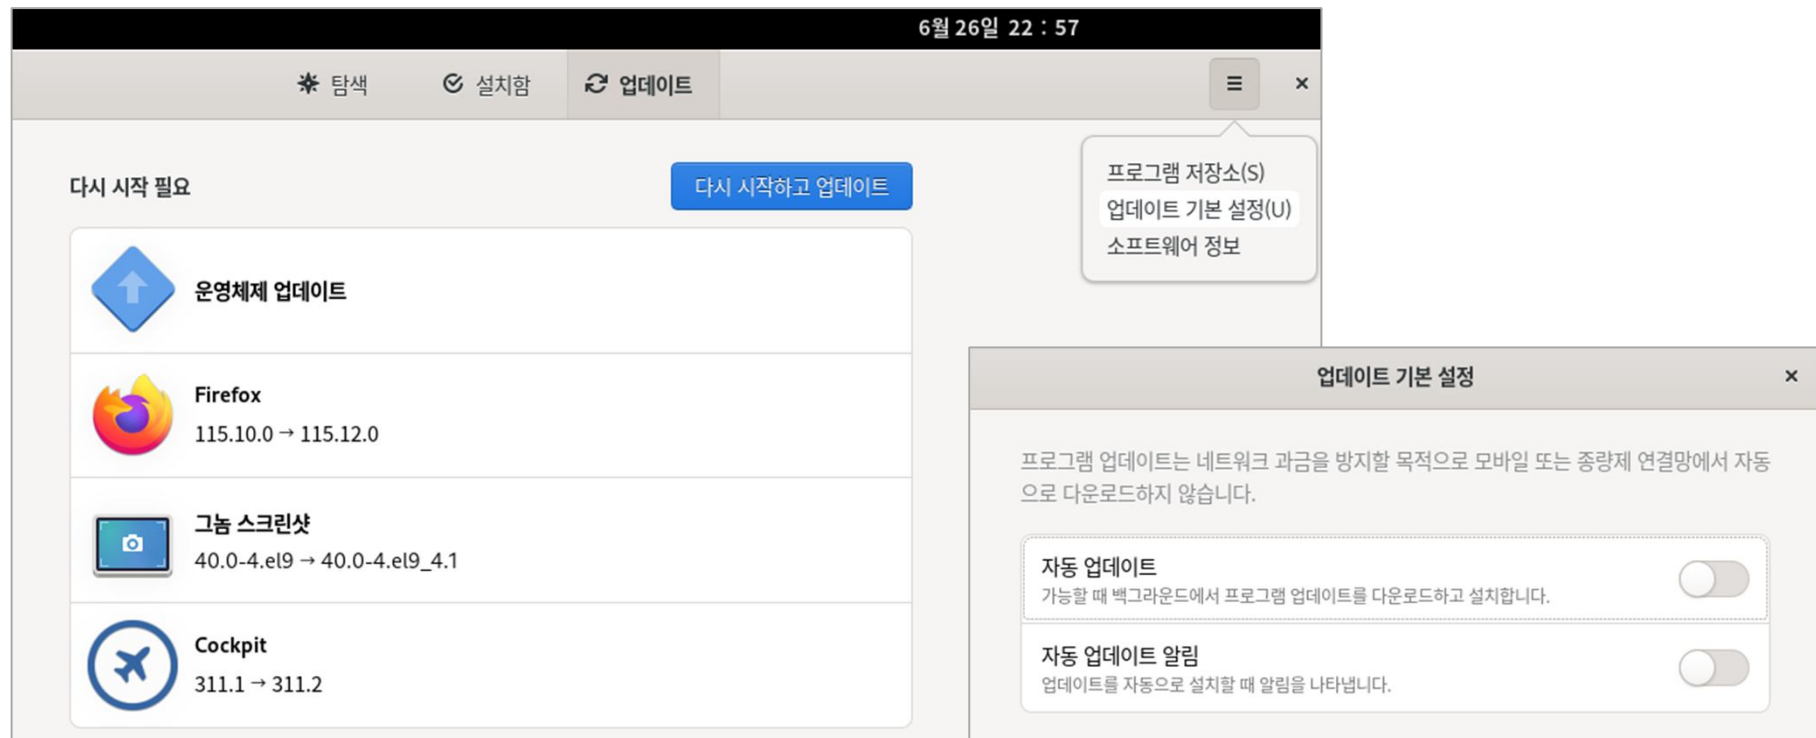 6월 26일 22 : 57
탐색 설치함 업데이트
다시 시작 필요 다시 시작하고 업데이트
프로그램 저장소(S)
업데이트 기본 설정(U)
소프트웨어 정보
운영체제 업데이트
Firefox
115.10.0 → 115.12.0
그놈 스크린샷
40.0-4.el9 → 40.0-4.el9_4.1
Cockpit
311.1 → 311.2
업데이트 기본 설정
프로그램 업데이트는 네트워크 과금을 방지할 목적으로 모바일 또는 종량제 연결망에서 자동
으로 다운로드하지 않습니다.
자동 업데이트
가능할 때 백그라운드에서 프로그램 업데이트를 다운로드하고 설치합니다.
자동 업데이트 알림
업데이트를 자동으로 설치할 때 알림을 나타냅니다.